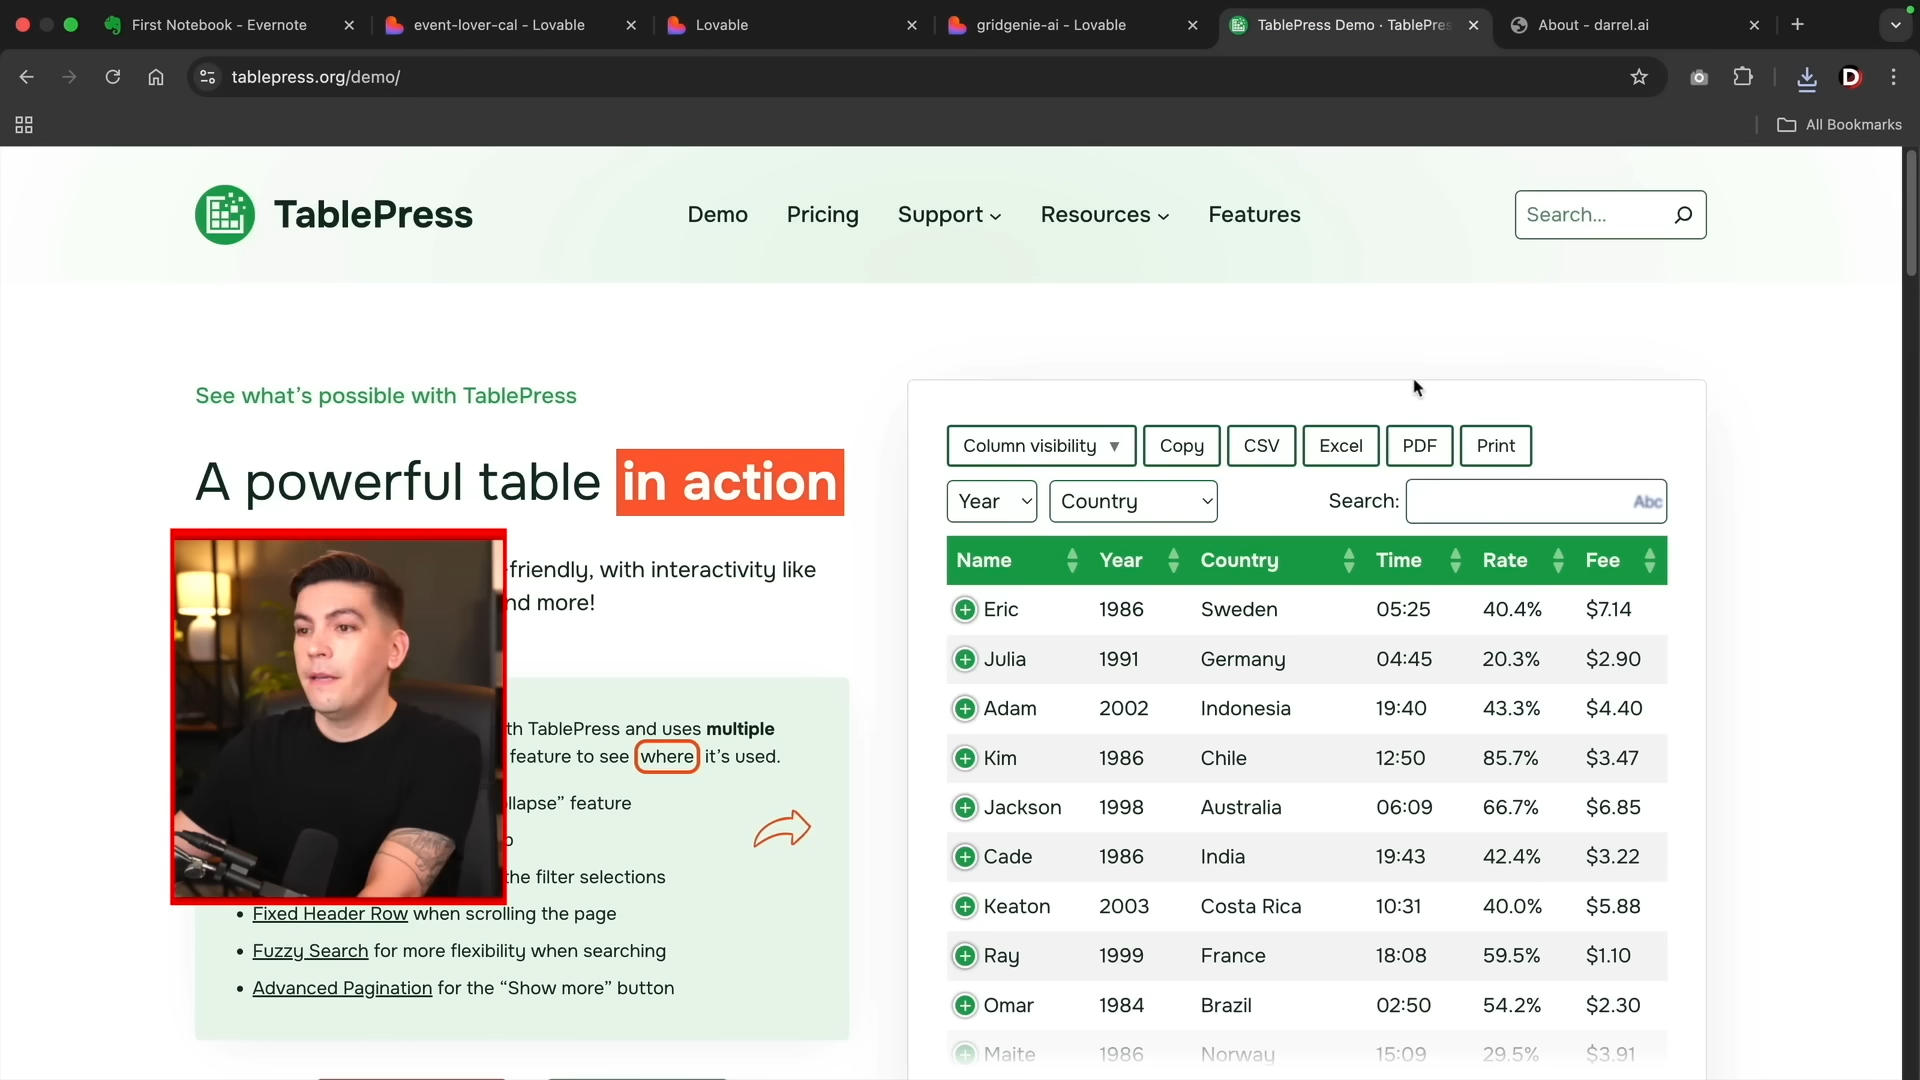 First Notebook - Evernote
event-lover-cal - Lovable
Lovable
gridgenie-ai - Lovable
TablePress Demo · TablePres
About - darrel.ai
tablepress.org/demo/
D
All Bookmarks
TablePress
Demo
Pricing
Support
Resources
Features
Search...
See what’s possible with TablePress
A powerful table in action
friendly, with interactivity like
nd more!
th TablePress and uses multiple
feature to see where it’s used.
llapse” feature
p
the filter selections
• Fixed Header Row when scrolling the page
• Fuzzy Search for more flexibility when searching
• Advanced Pagination for the “Show more” button
Column visibility ▼ Copy CSV Excel PDF Print
Year Country Search: Abc
Name Year Country Time Rate Fee
Eric 1986 Sweden 05:25 40.4% $7.14
Julia 1991 Germany 04:45 20.3% $2.90
Adam 2002 Indonesia 19:40 43.3% $4.40
Kim 1986 Chile 12:50 85.7% $3.47
Jackson 1998 Australia 06:09 66.7% $6.85
Cade 1986 India 19:43 42.4% $3.22
Keaton 2003 Costa Rica 10:31 40.0% $5.88
Ray 1999 France 18:08 59.5% $1.10
Omar 1984 Brazil 02:50 54.2% $2.30
Maite 1986 Norway 15:09 29.5% $3.91